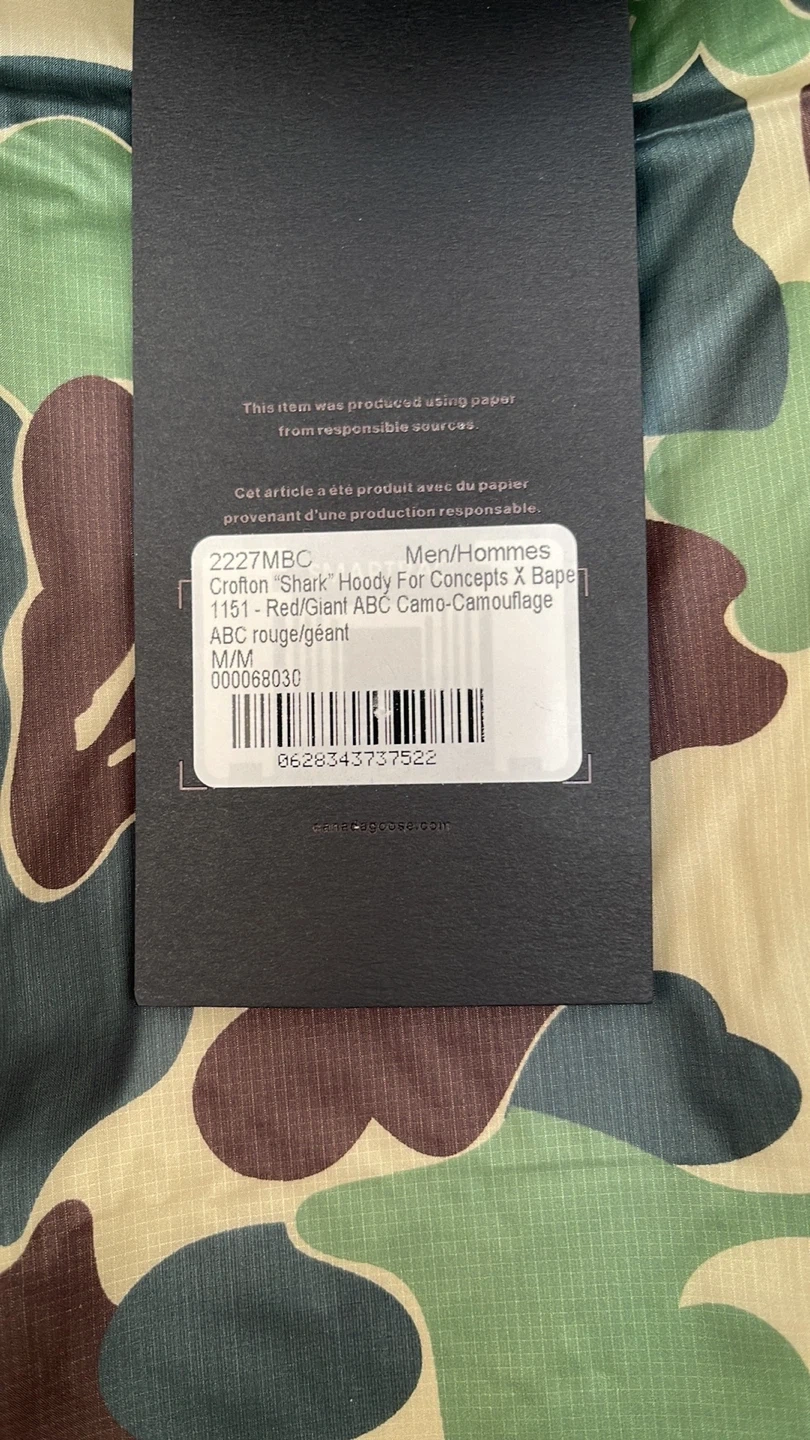 This item was produced using paper
from responsible sources.
Cet article a été produit avec du papier
provenant d'une production responsable.
2227MBC Men/Hommes
Crofton “Shark” Hoody For Concepts X Bape
1151 - Red/Giant ABC Camo-Camouflage
ABC rouge/géant
M/M
000068030
0628343737522
canadagoose.com